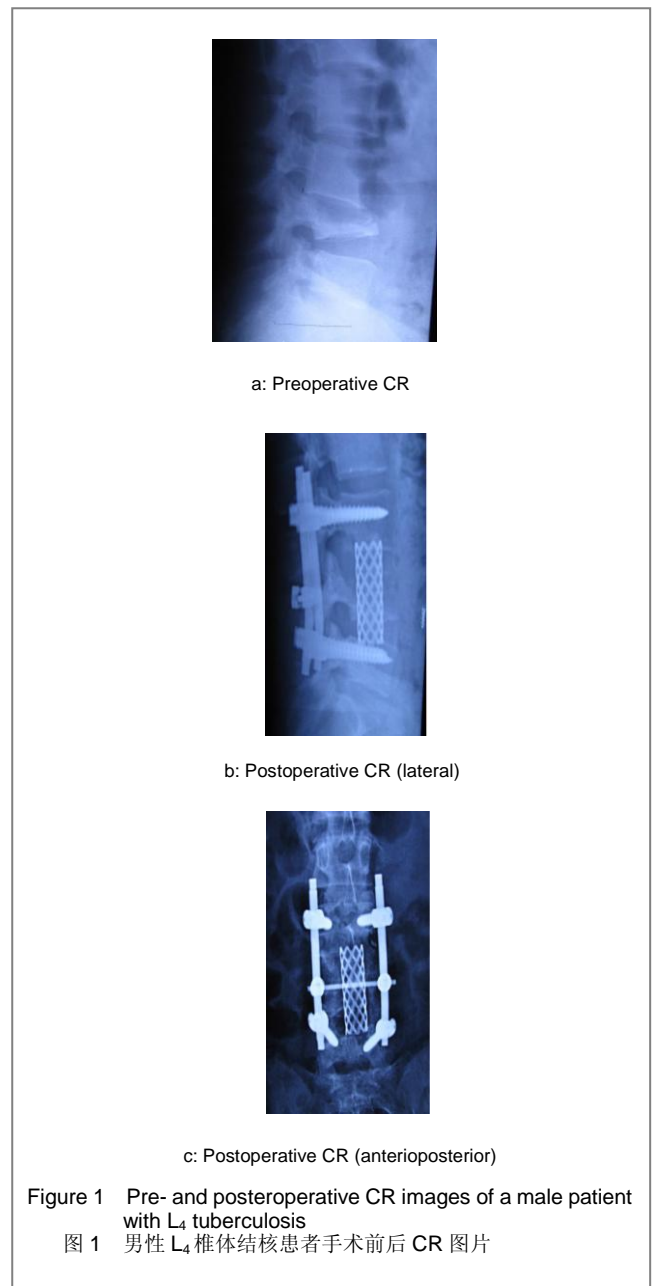 a: Preoperative CR
b: Postoperative CR (lateral)
c: Postoperative CR (anterioposterior)
Figure 1 Pre- and posteroperative CR images of a male patient
with L₄ tuberculosis
图 1 男性 L₄ 椎体结核患者手术前后 CR 图片